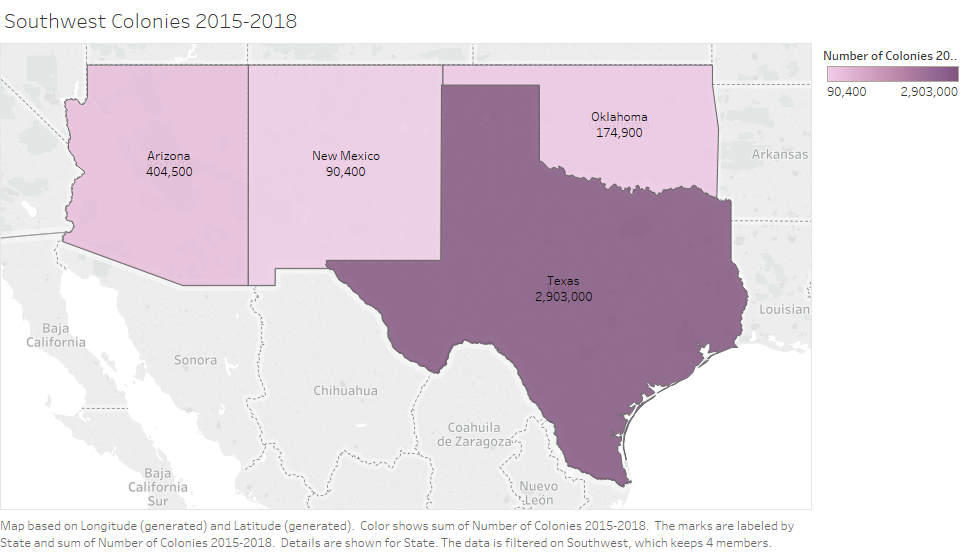 Southwest Colonies 2015-2018
Number of Colonies 20..
90,400 2,903,000
Oklahoma
174,900
Arkansas
Arizona
404,500
New Mexico
90,400
Texas
2,903,000
Louisian
Baja
California
Sonora
Chihuahua
Coahuila
de Zaragoza
Baja
California
Sur
Nuevo
León
Map based on Longitude (generated) and Latitude (generated).  Color shows sum of Number of Colonies 2015-2018.  The marks are labeled by
State and sum of Number of Colonies 2015-2018.  Details are shown for State. The data is filtered on Southwest, which keeps 4 members.